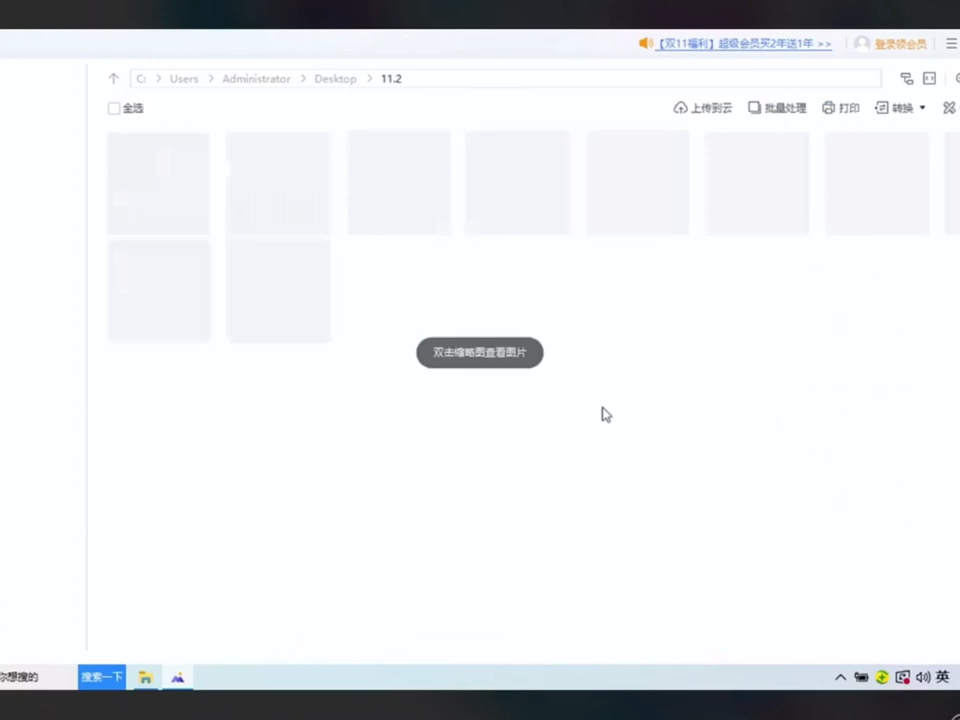 【双11福利】超级会员买2年送1年 >>
登录领会员
C: > Users > Administrator > Desktop > 11.2
全选
上传到云
批量处理
打印
转换
双击缩略图查看图片
你想搜的
搜索一下
英